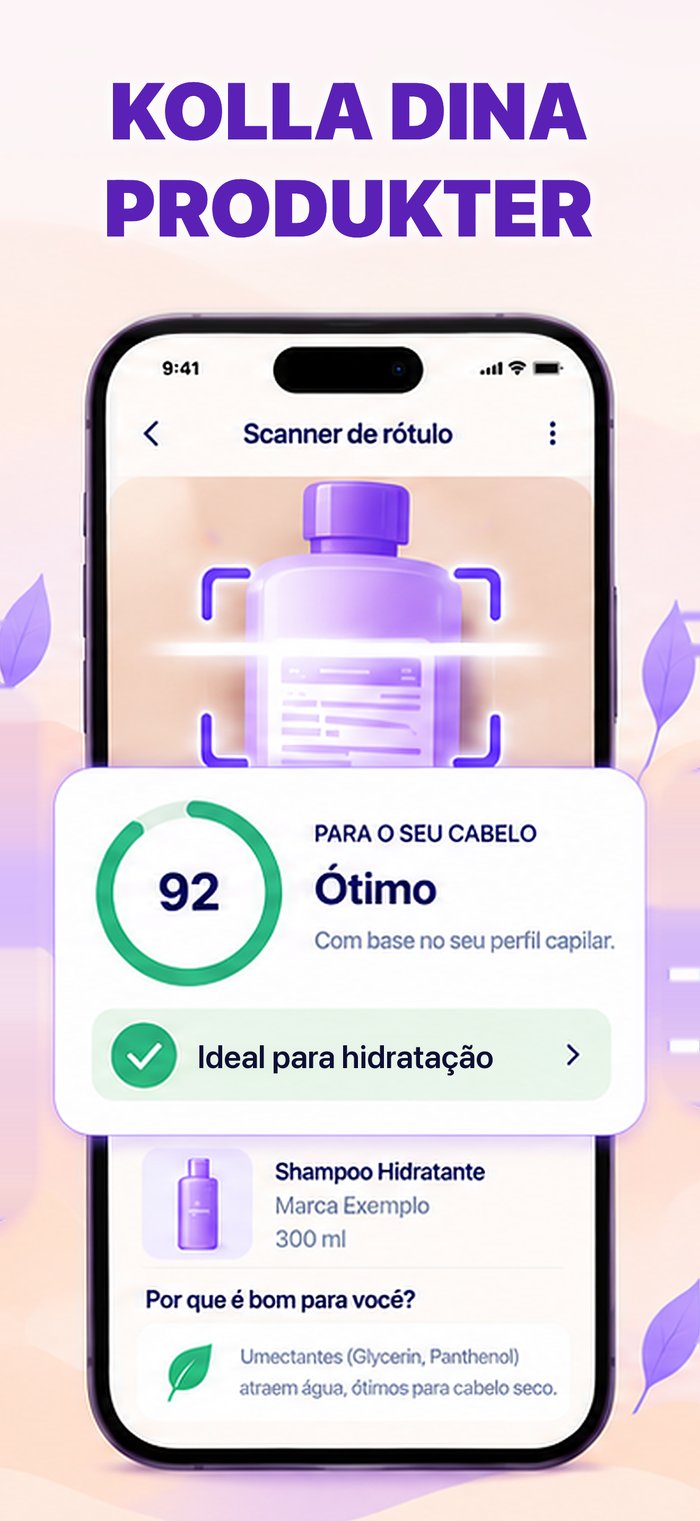 KOLLA DINA
PRODUKTER
9:41
Scanner de rótulo
92
PARA O SEU CABELO
Ótimo
Com base no seu perfil capilar.
Ideal para hidratação
Shampoo Hidratante
Marca Exemplo
300 ml
Por que é bom para você?
Umectantes (Glycerin, Panthenol)
atraem água, ótimos para cabelo seco.